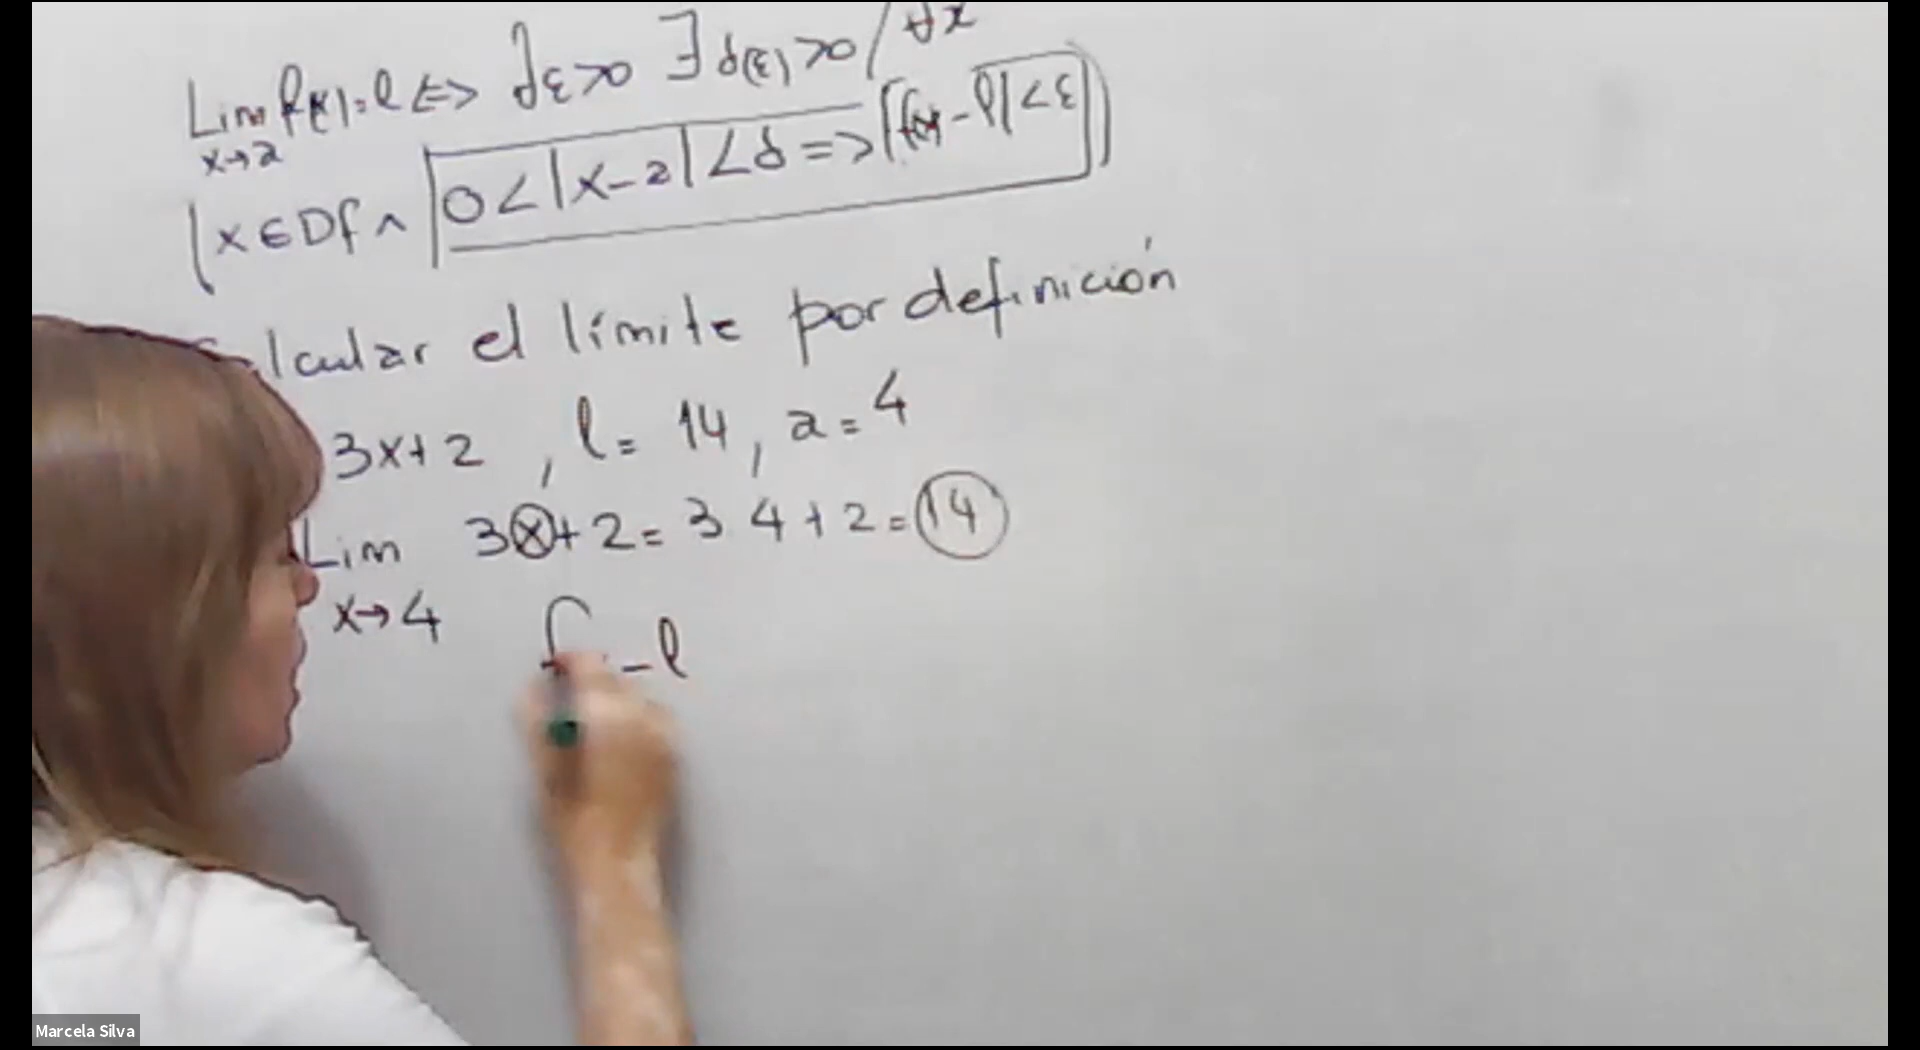 Lim f(x) = l ⇔ ∀ε>0 ∃ δ(ε)>0 / ∀x
x→a
(x ∈ Df ∧ 0<|x-a|<δ => |f(x)-l|<ε)
el límite por definición
3x+2 , l= 14 , a= 4
Lim 3x+2= 3 4+2= 14
x→4
f -l
Marcela Silva